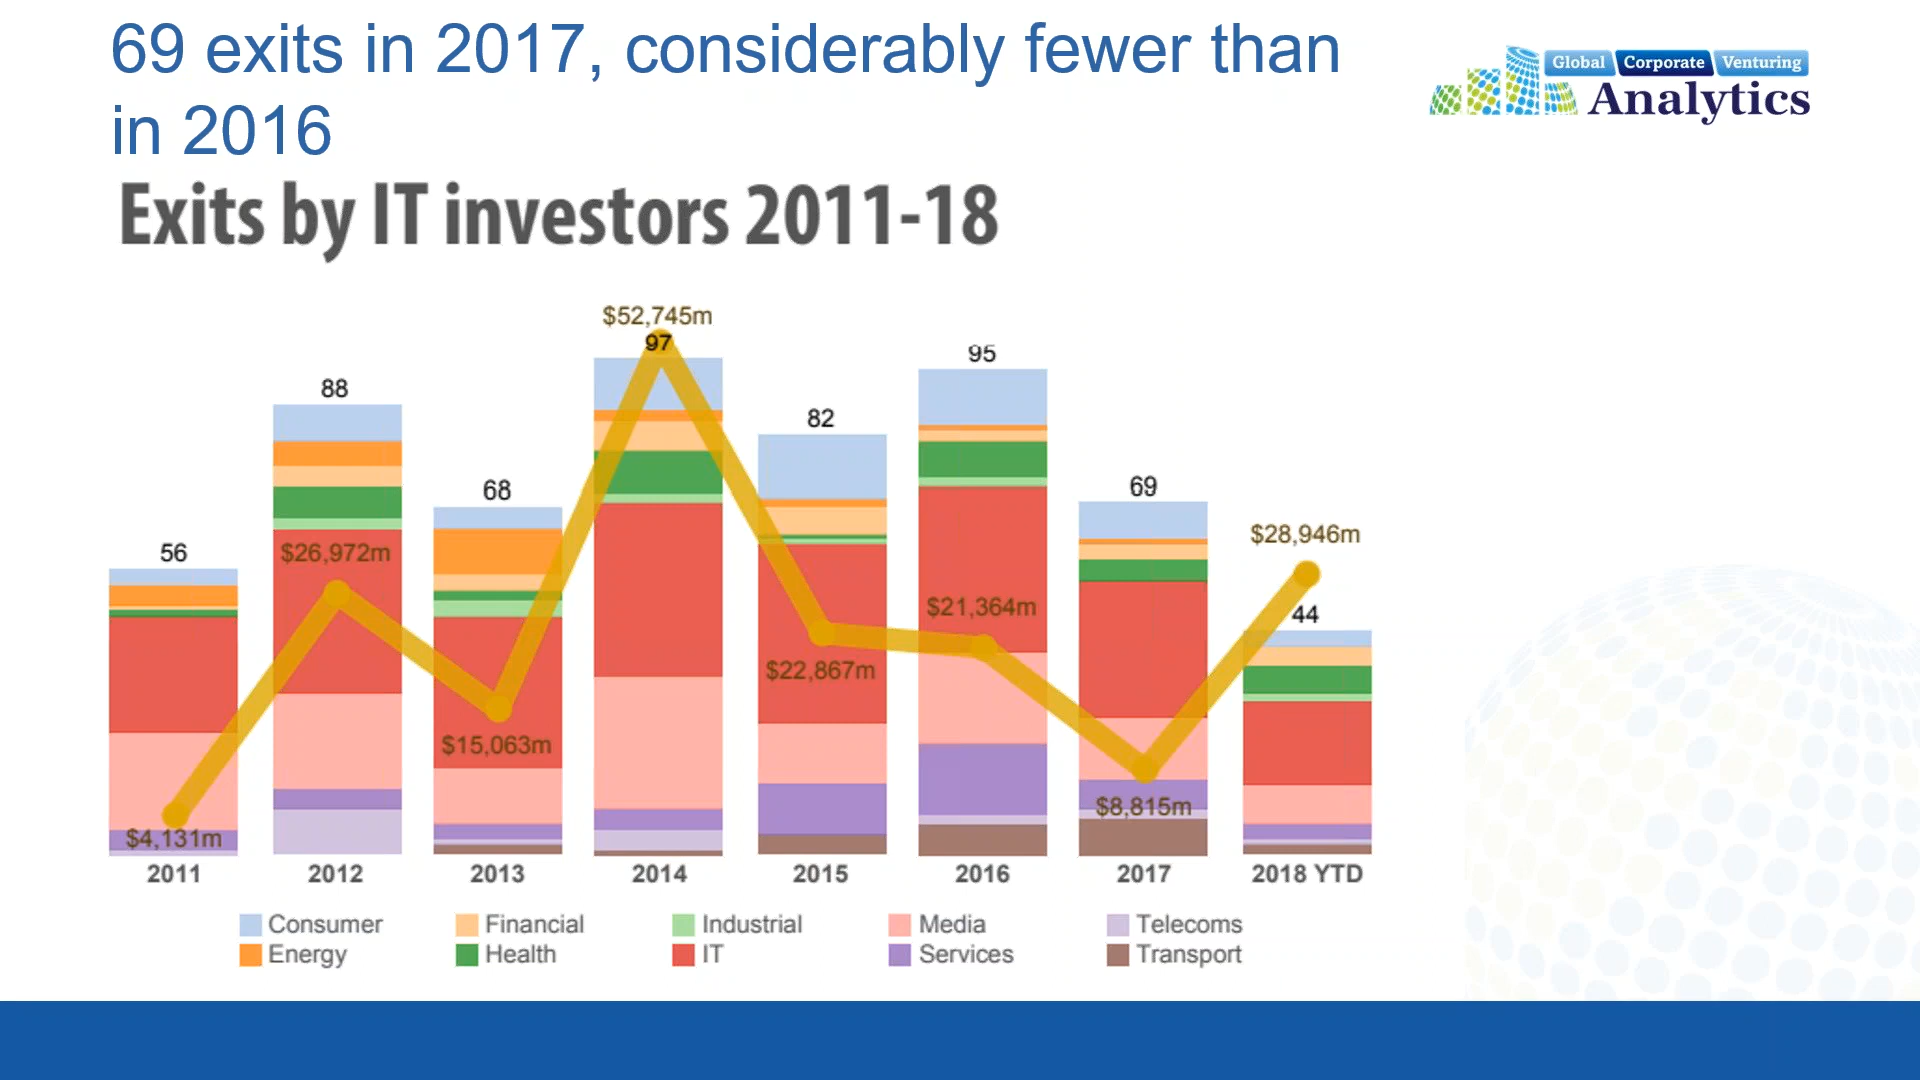 69 exits in 2017, considerably fewer than
in 2016
Global Corporate Venturing
Analytics
Exits by IT investors 2011-18
$52,745m
97
95
88
82
68
69
56
$26,972m
$28,946m
$21,364m
44
$22,867m
$15,063m
$8,815m
$4,131m
2011 2012 2013 2014 2015 2016 2017 2018 YTD
Consumer Financial Industrial Media Telecoms
Energy Health IT Services Transport